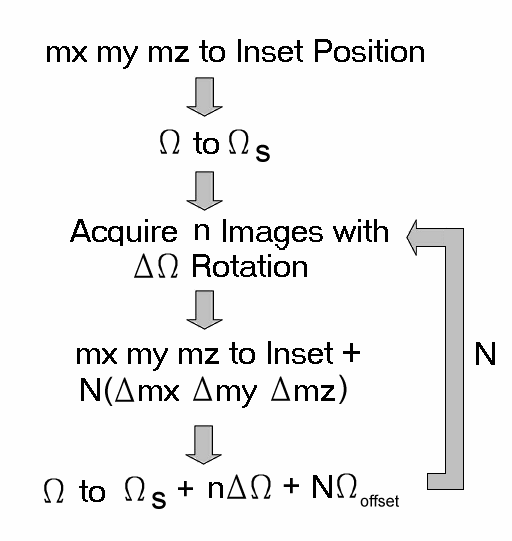 mx my mz to Inset Position
Ω to Ωs
Acquire n Images with
ΔΩ Rotation
mx my mz to Inset +
N(Δmx Δmy Δmz)
N
Ω to Ωs + nΔΩ + NΩoffset